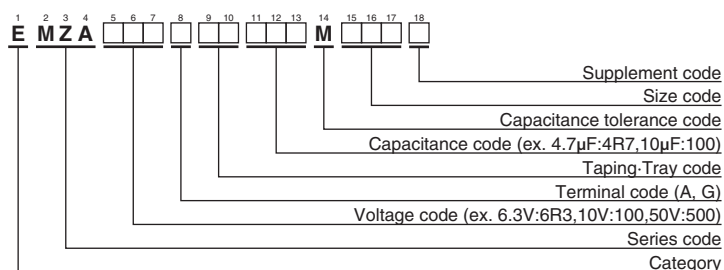 1 2 3 4 5 6 7 8 9 10 11 12 13 14 15 16 17 18
E M Z A □□□ □ □□ □□□ M □□□ □
Supplement code
Size code
Capacitance tolerance code
Capacitance code (ex. 4.7µF:4R7,10µF:100)
Taping·Tray code
Terminal code (A, G)
Voltage code (ex. 6.3V:6R3,10V:100,50V:500)
Series code
Category